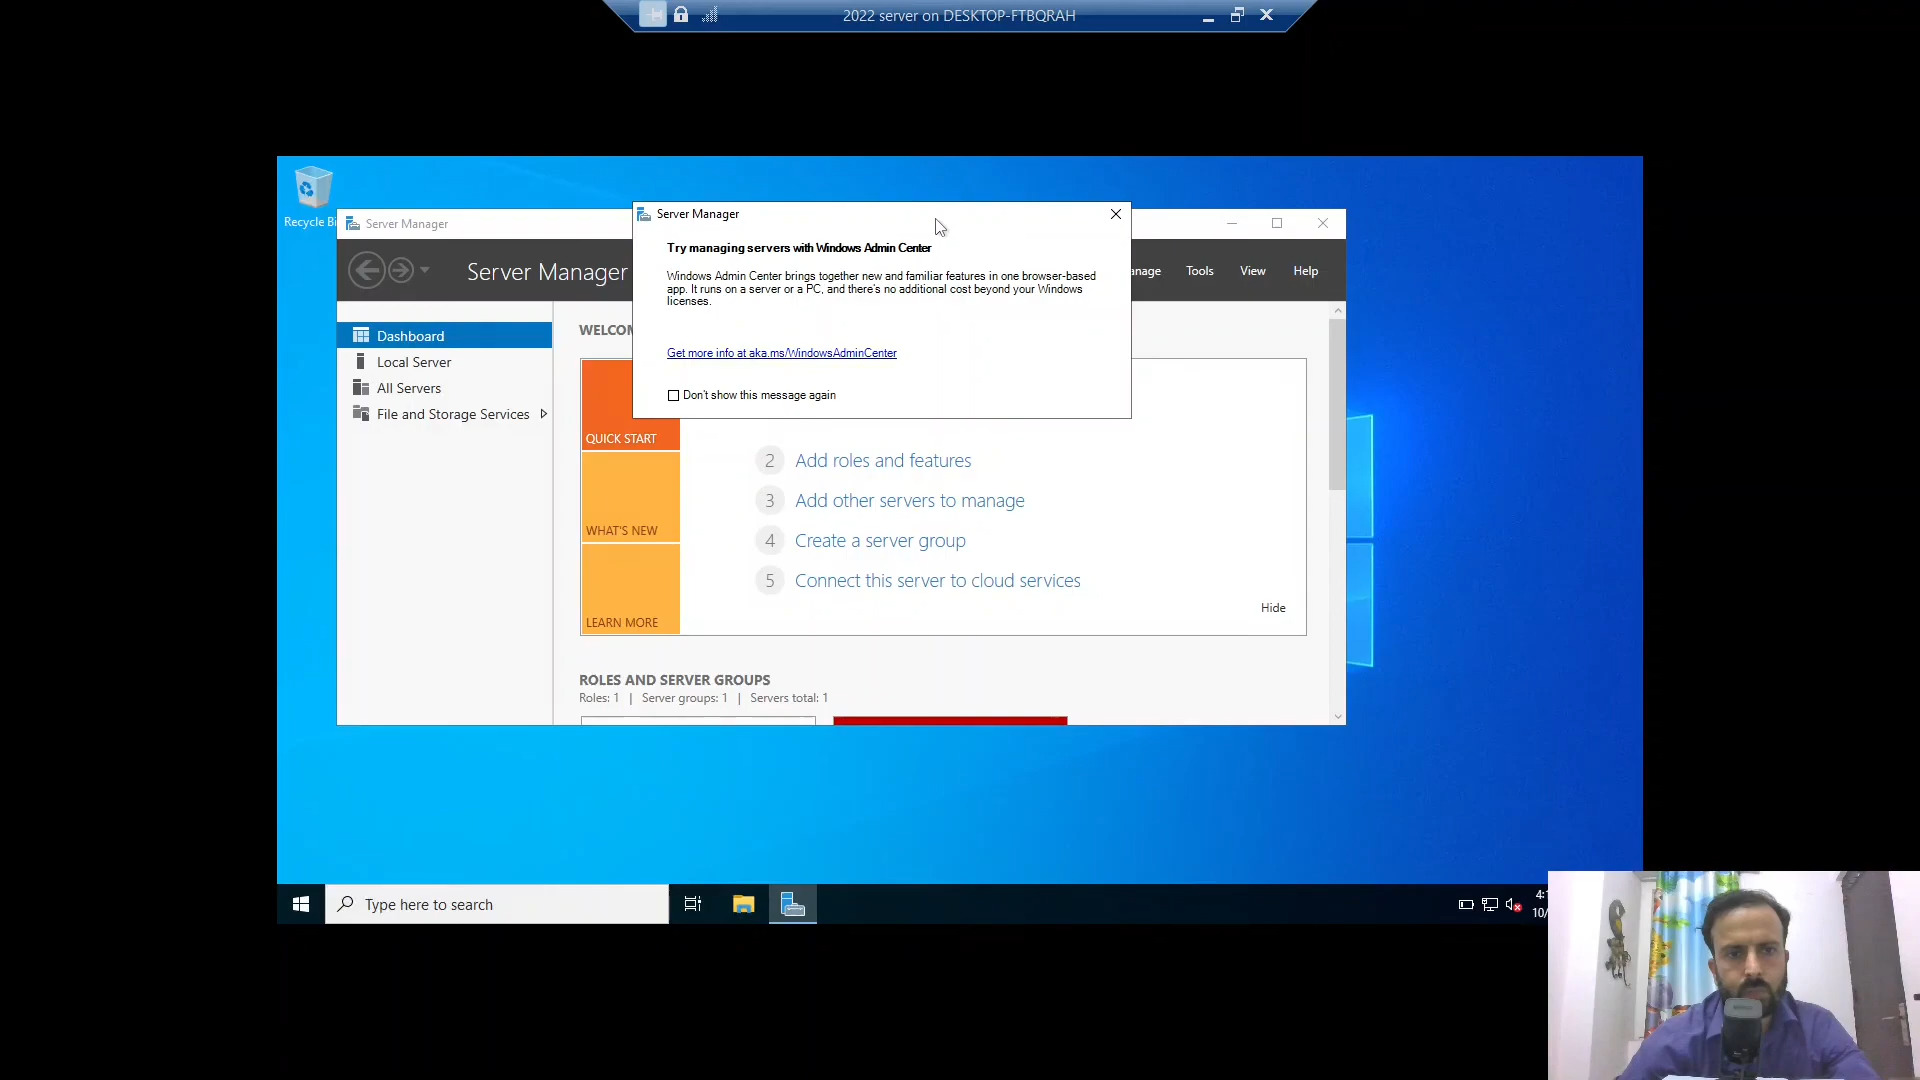 2022 server on DESKTOP-FTBQRAH
Recycle Bi
Server Manager
Server Manager
Server Manager
anage
Tools
View
Help
Try managing servers with Windows Admin Center
Windows Admin Center brings together new and familiar features in one browser-based
app. It runs on a server or a PC, and there's no additional cost beyond your Windows
licenses.
Get more info at aka.ms/WindowsAdminCenter
Don't show this message again
Dashboard
Local Server
All Servers
File and Storage Services
WELCOM
QUICK START
WHAT'S NEW
LEARN MORE
2 Add roles and features
3 Add other servers to manage
4 Create a server group
5 Connect this server to cloud services
Hide
ROLES AND SERVER GROUPS
Roles: 1 | Server groups: 1 | Servers total: 1
Type here to search
4:1
10/